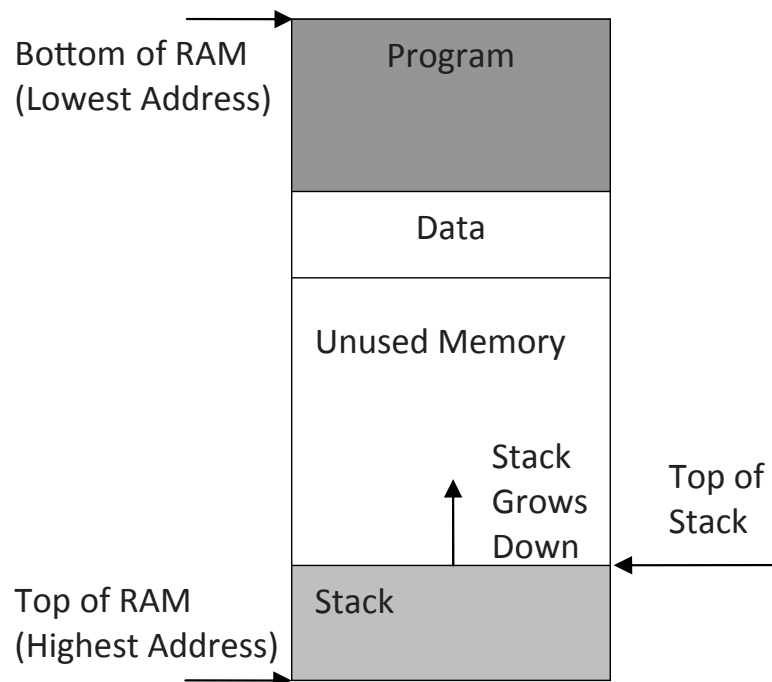 Bottom of RAM
(Lowest Address)
Program
Data
Unused Memory
Stack
Grows
Down
Top of
Stack
Top of RAM
(Highest Address)
Stack